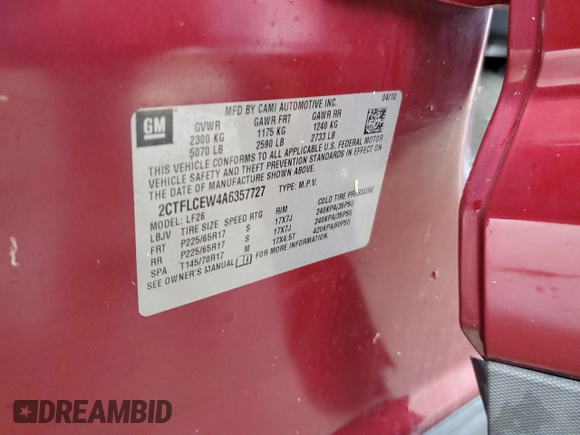 04/10
MFD BY CAMI AUTOMOTIVE INC.
GM
GVWR GAWR FRT GAWR RR
2300 KG 1175 KG 1240 KG
5070 LB 2590 LB 2733 LB
THIS VEHICLE CONFORMS TO ALL APPLICABLE U.S. FEDERAL MOTOR
VEHICLE SAFETY AND THEFT PREVENTION STANDARDS IN EFFECT ON
THE DATE OF MANUFACTURE SHOWN ABOVE.
2CTFLCEW4A6357727 TYPE: M.P.V.
MODEL: LF26
LBJV TIRE SIZE SPEED RTG RIM COLD TIRE PRESSURE
FRT P225/65R17 S 17X7J 240KPA(35PSI)
RR P225/65R17 S 17X7J 240KPA(35PSI)
SPA T145/70R17 M 17X4.5T 420KPA(60PSI)
SEE OWNER'S MANUAL FOR MORE INFORMATION.
DREAMBID